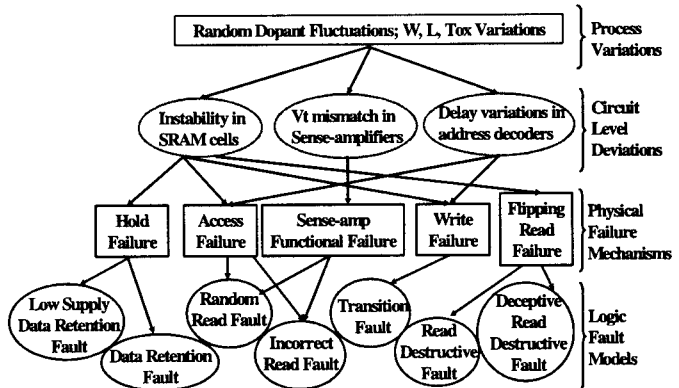 Random Dopant Fluctuations; W, L, Tox Variations
Process
Variations
Instability in
SRAM cells
Vt mismatch in
Sense-amplifiers
Delay variations in
address decoders
Circuit
Level
Deviations
Hold
Failure
Access
Failure
Sense-amp
Functional Failure
Write
Failure
Flipping
Read
Failure
Physical
Failure
Mechanisms
Low Supply
Data Retention
Fault
Data Retention
Fault
Random
Read Fault
Incorrect
Read Fault
Transition
Fault
Read
Destructive
Fault
Deceptive
Read
Destructive
Fault
Logic
Fault
Models